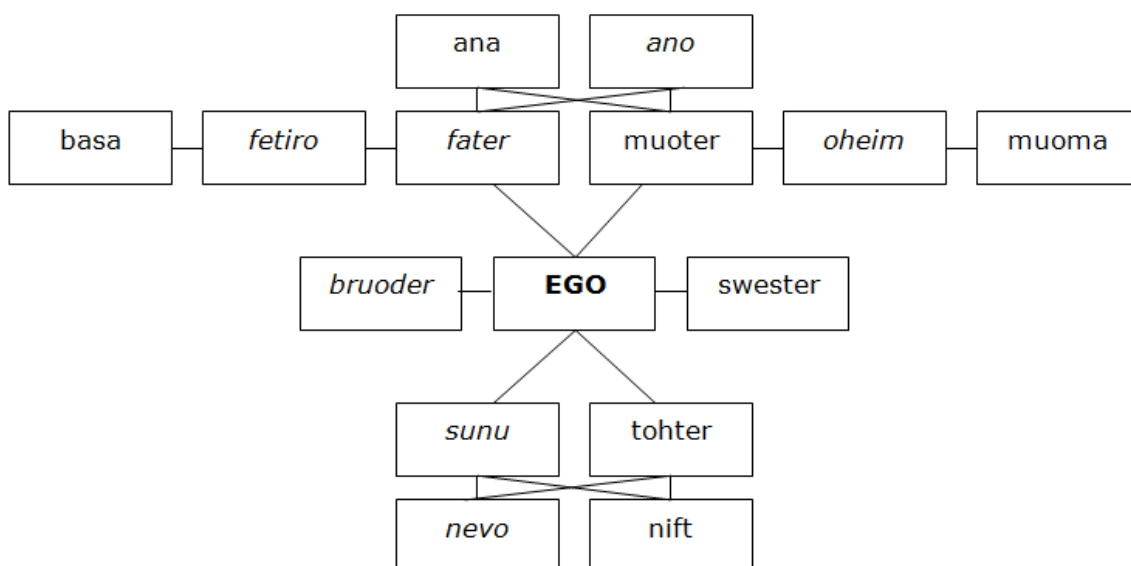 ana ano
basa fetiro fater muoter oheim muoma
bruoder EGO swester
sunu tohter
nevo nift